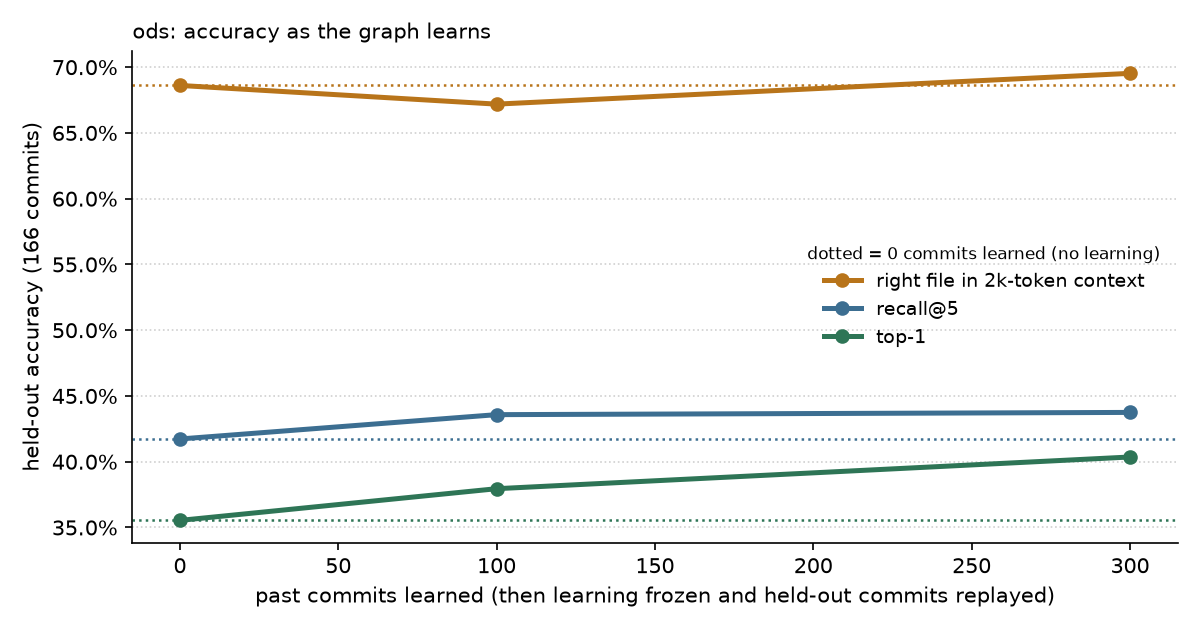 ods: accuracy as the graph learns
70.0%
65.0%
60.0%
55.0%
50.0%
45.0%
40.0%
35.0%
held-out accuracy (166 commits)
dotted = 0 commits learned (no learning)
right file in 2k-token context
recall@5
top-1
0 50 100 150 200 250 300
past commits learned (then learning frozen and held-out commits replayed)